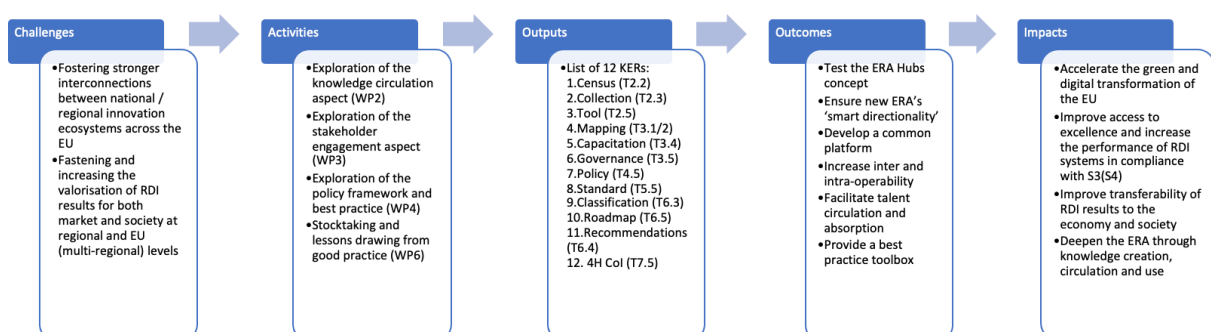 Challenges
•Fostering stronger
interconnections
between national /
regional innovation
ecosystems across the
EU
•Fastening and
increasing the
valorisation of RDI
results for both
market and society at
regional and EU
(multi-regional) levels
Activities
•Exploration of the
knowledge circulation
aspect (WP2)
•Exploration of the
stakeholder
engagement aspect
(WP3)
•Exploration of the
policy framework and
best practice (WP4)
•Stocktaking and
lessons drawing from
good practice (WP6)
Outputs
•List of 12 KERs:
1.Census (T2.2)
2.Collection (T2.3)
3.Tool (T2.5)
4.Mapping (T3.1/2)
5.Capacitation (T3.4)
6.Governance (T3.5)
7.Policy (T4.5)
8.Standard (T5.5)
9.Classification (T6.3)
10.Roadmap (T6.5)
11.Recommendations
(T6.4)
12. 4H CoI (T7.5)
Outcomes
•Test the ERA Hubs
concept
•Ensure new ERA's
'smart directionality'
•Develop a common
platform
•Increase inter and
intra-operability
•Facilitate talent
circulation and
absorption
•Provide a best
practice toolbox
Impacts
•Accelerate the green and
digital transformation of
the EU
•Improve access to
excellence and increase
the performance of RDI
systems in compliance
with S3(S4)
•Improve transferability of
RDI results to the
economy and society
•Deepen the ERA through
knowledge creation,
circulation and use